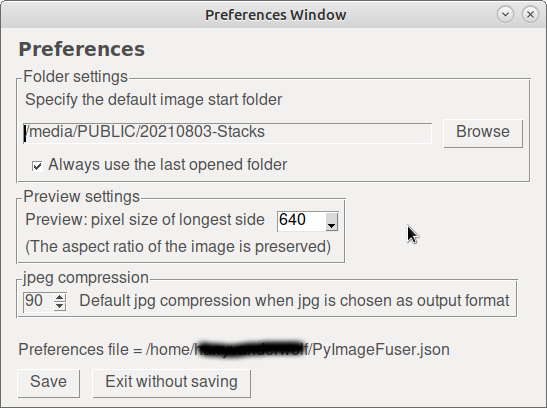 Preferences Window
Preferences
Folder settings
Specify the default image start folder
/media/PUBLIC/20210803-Stacks
Browse
Always use the last opened folder
Preview settings
Preview: pixel size of longest side 640
(The aspect ratio of the image is preserved)
jpeg compression
90 Default jpg compression when jpg is chosen as output format
Preferences file = /home/ /PyImageFuser.json
Save Exit without saving